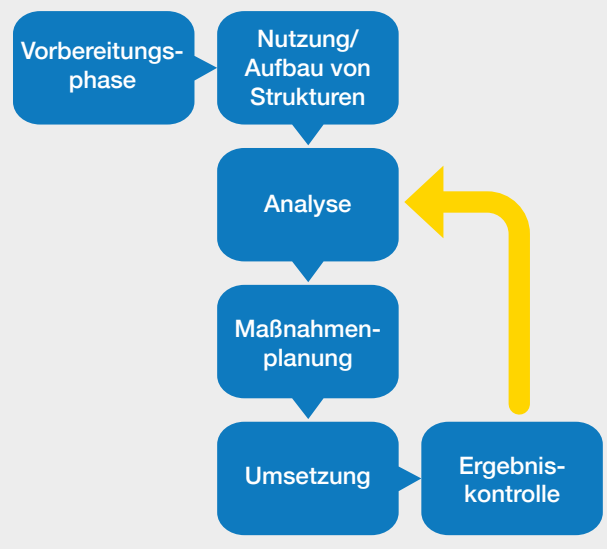 Vorbereitungs-
phase
Nutzung/
Aufbau von
Strukturen
Analyse
Maßnahmen-
planung
Umsetzung
Ergebnis-
kontrolle